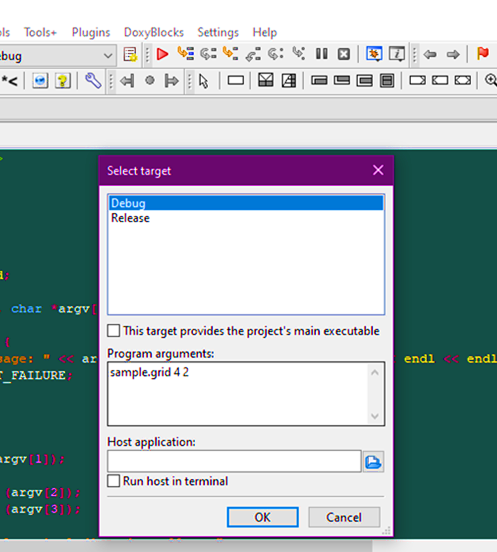 ols Tools+ Plugins DoxyBlocks Settings Help
ebug
*<
Select target
Debug
Release
d;
char *argv[
{
This target provides the project's main executable
Program arguments:
sage: " << ar
endl << endl
T_FAILURE;
sample.grid 4 2
Host application:
argv[1]);
Run host in terminal
(argv[2]);
(argv[3]);
OK Cancel